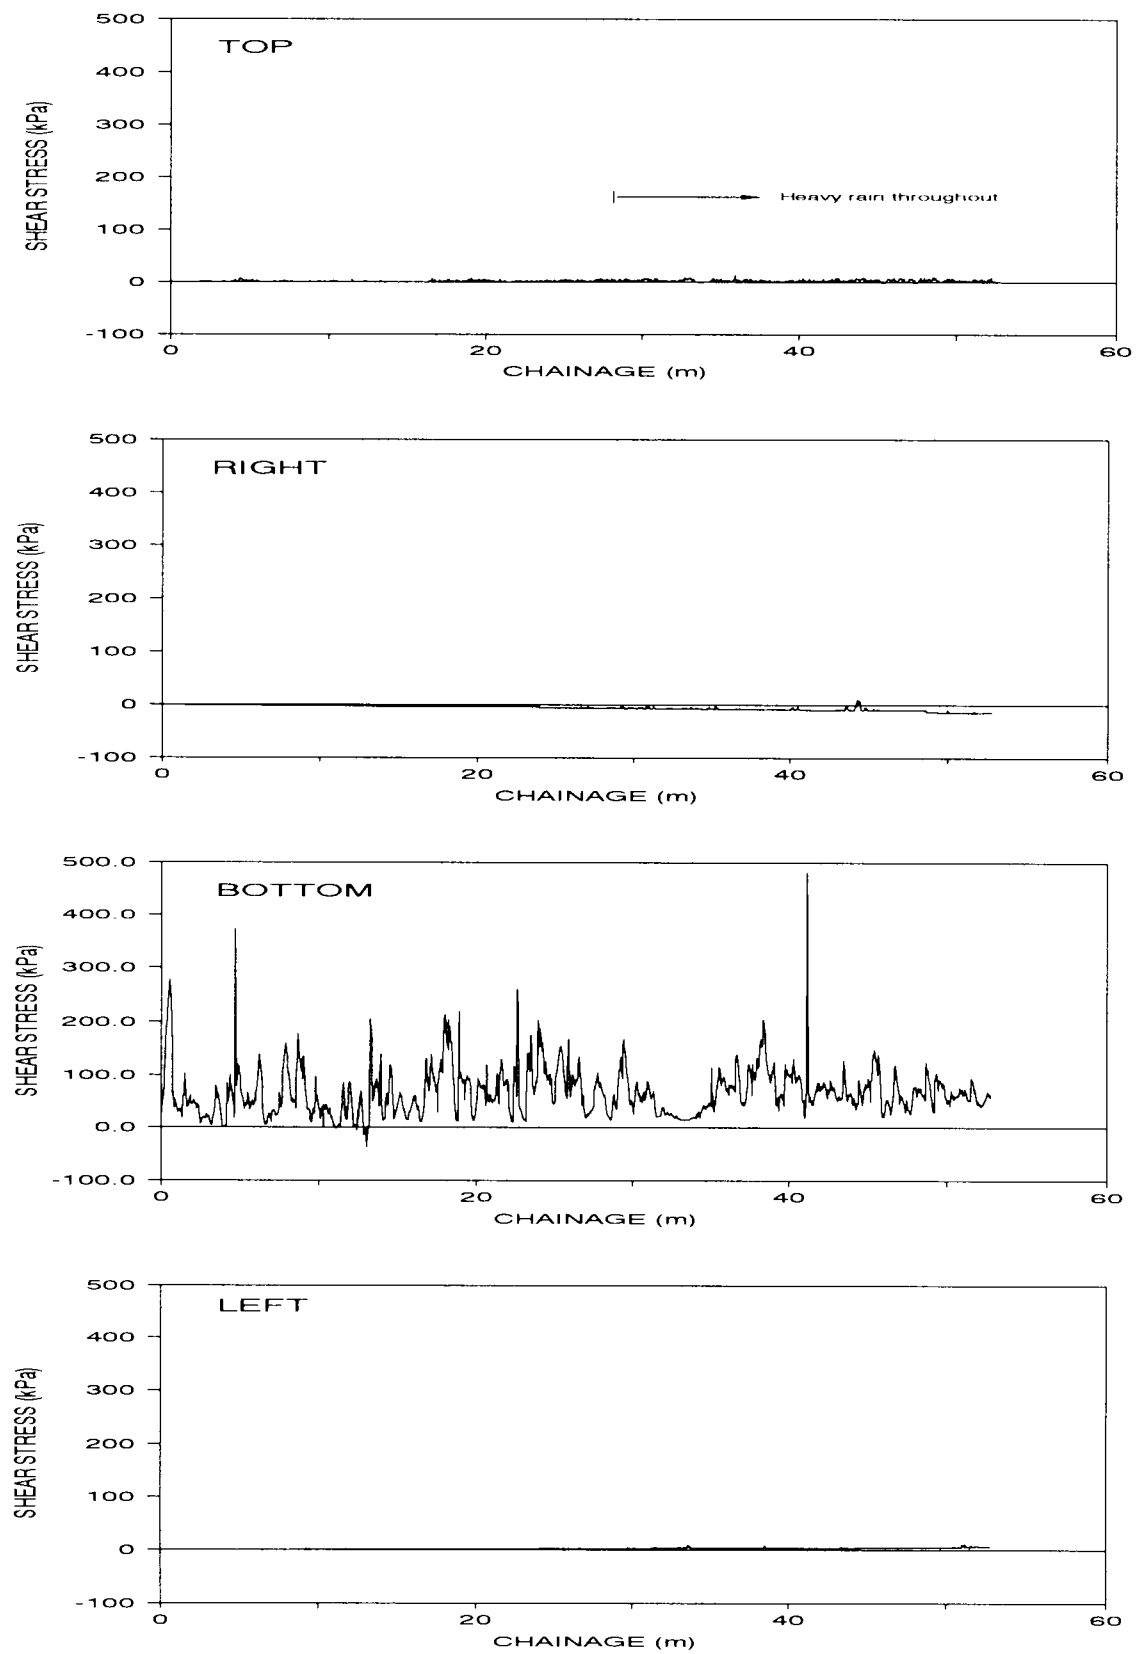 500
TOP
400
300
200
Heavy rain throughout
100
0
-100
0 20 40 60
SHEAR STRESS (kPa)
CHAINAGE (m)
500
RIGHT
400
300
200
100
0
-100
0 20 40 60
SHEAR STRESS (kPa)
CHAINAGE (m)
500.0
BOTTOM
400.0
300.0
200.0
100.0
0.0
-100.0
0 20 40 60
SHEAR STRESS (kPa)
CHAINAGE (m)
500
LEFT
400
300
200
100
0
-100
0 20 40 60
SHEAR STRESS (kPa)
CHAINAGE (m)